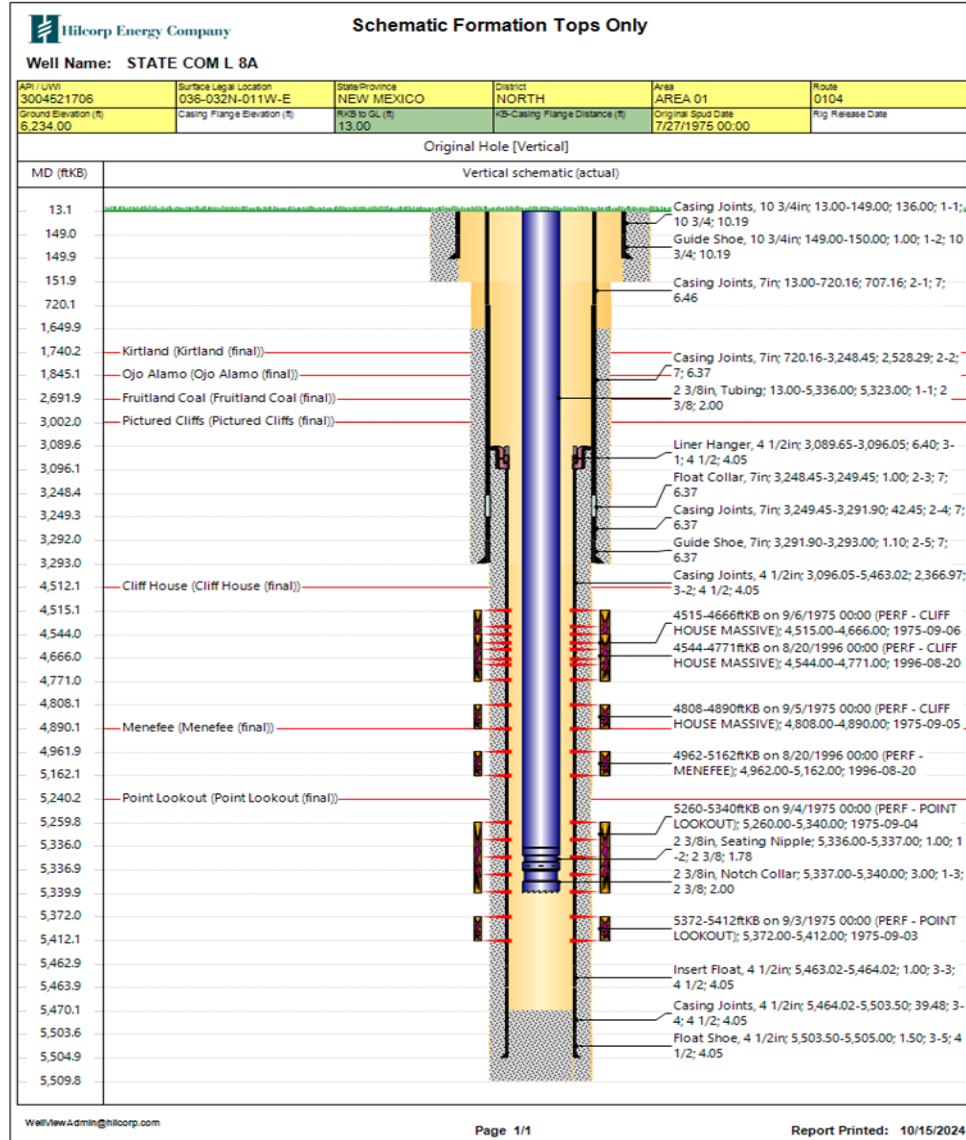 Hilcorp Energy Company
Schematic Formation Tops Only
Well Name: STATE COM L 8A
API / UWI
3004521706
Surface Legal Location
036-032N-011W-E
State/Province
NEW MEXICO
District
NORTH
Area
AREA 01
Route
0104
Ground Elevation (ft)
6,234.00
Casing Flange Elevation (ft)
RKB to GL (ft)
13.00
KB-Casing Flange Distance (ft)
Original Spud Date
7/27/1975 00:00
Rig Release Date
Original Hole [Vertical]
MD (ftKB)
Vertical schematic (actual)
13.1
149.0
149.9
151.9
720.1
1,649.9
1,740.2
1,845.1
2,691.9
3,002.0
3,089.6
3,096.1
3,248.4
3,249.3
3,292.0
3,293.0
4,512.1
4,515.1
4,544.0
4,666.0
4,771.0
4,808.1
4,890.1
4,961.9
5,162.1
5,240.2
5,259.8
5,336.0
5,336.9
5,339.9
5,372.0
5,412.1
5,462.9
5,463.9
5,470.1
5,503.6
5,504.9
5,509.8
Kirtland (Kirtland (final))
Ojo Alamo (Ojo Alamo (final))
Fruitland Coal (Fruitland Coal (final))
Pictured Cliffs (Pictured Cliffs (final))
Cliff House (Cliff House (final))
Menefee (Menefee (final))
Point Lookout (Point Lookout (final))
Casing Joints, 10 3/4in; 13.00-149.00; 136.00; 1-1;
10 3/4; 10.19
Guide Shoe, 10 3/4in; 149.00-150.00; 1.00; 1-2; 10
3/4; 10.19
Casing Joints, 7in; 13.00-720.16; 707.16; 2-1; 7;
6.46
Casing Joints, 7in; 720.16-3,248.45; 2,528.29; 2-2;
7; 6.37
2 3/8in, Tubing; 13.00-5,336.00; 5,323.00; 1-1; 2
3/8; 2.00
Liner Hanger, 4 1/2in; 3,089.65-3,096.05; 6.40; 3-
1; 4 1/2; 4.05
Float Collar, 7in; 3,248.45-3,249.45; 1.00; 2-3; 7;
6.37
Casing Joints, 7in; 3,249.45-3,291.90; 42.45; 2-4; 7;
6.37
Guide Shoe, 7in; 3,291.90-3,293.00; 1.10; 2-5; 7;
6.37
Casing Joints, 4 1/2in; 3,096.05-5,463.02; 2,366.97;
3-2; 4 1/2; 4.05
4515-4666ftKB on 9/6/1975 00:00 (PERF - CLIFF
HOUSE MASSIVE); 4,515.00-4,666.00; 1975-09-06
4544-4771ftKB on 8/20/1996 00:00 (PERF - CLIFF
HOUSE MASSIVE); 4,544.00-4,771.00; 1996-08-20
4808-4890ftKB on 9/5/1975 00:00 (PERF - CLIFF
HOUSE MASSIVE); 4,808.00-4,890.00; 1975-09-05
4962-5162ftKB on 8/20/1996 00:00 (PERF -
MENEFEE); 4,962.00-5,162.00; 1996-08-20
5260-5340ftKB on 9/4/1975 00:00 (PERF - POINT
LOOKOUT); 5,260.00-5,340.00; 1975-09-04
2 3/8in, Seating Nipple; 5,336.00-5,337.00; 1.00; 1
-2; 2 3/8; 1.78
2 3/8in, Notch Collar; 5,337.00-5,340.00; 3.00; 1-3;
2 3/8; 2.00
5372-5412ftKB on 9/3/1975 00:00 (PERF - POINT
LOOKOUT); 5,372.00-5,412.00; 1975-09-03
Insert Float, 4 1/2in; 5,463.02-5,464.02; 1.00; 3-3;
4 1/2; 4.05
Casing Joints, 4 1/2in; 5,464.02-5,503.50; 39.48; 3-
4; 4 1/2; 4.05
Float Shoe, 4 1/2in; 5,503.50-5,505.00; 1.50; 3-5; 4
1/2; 4.05
WellViewAdmin@hilcorp.com
Page 1/1
Report Printed: 10/15/2024